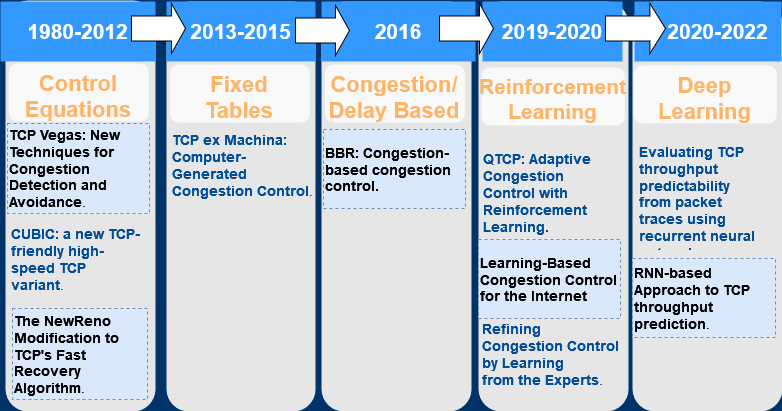 1980-2012
2013-2015
2016
2019-2020
2020-2022
Control
Equations
Fixed
Tables
Congestion/
Delay Based
Reinforcement
Learning
Deep
Learning
TCP Vegas: New
Techniques for
Congestion
Detection and
Avoidance.
CUBIC: a new TCP-
friendly high-
speed TCP
variant.
The NewReno
Modification to
TCP's Fast
Recovery
Algorithm.
TCP ex Machina:
Computer-
Generated
Congestion Control.
BBR: Congestion-
based congestion
control.
QTCP: Adaptive
Congestion
Control with
Reinforcement
Learning.
Learning-Based
Congestion Control
for the Internet
Refining
Congestion Control
by Learning
from the Experts.
Evaluating TCP
throughput
predictability
from packet
traces using
recurrent neural
RNN-based
Approach to TCP
throughput
prediction.